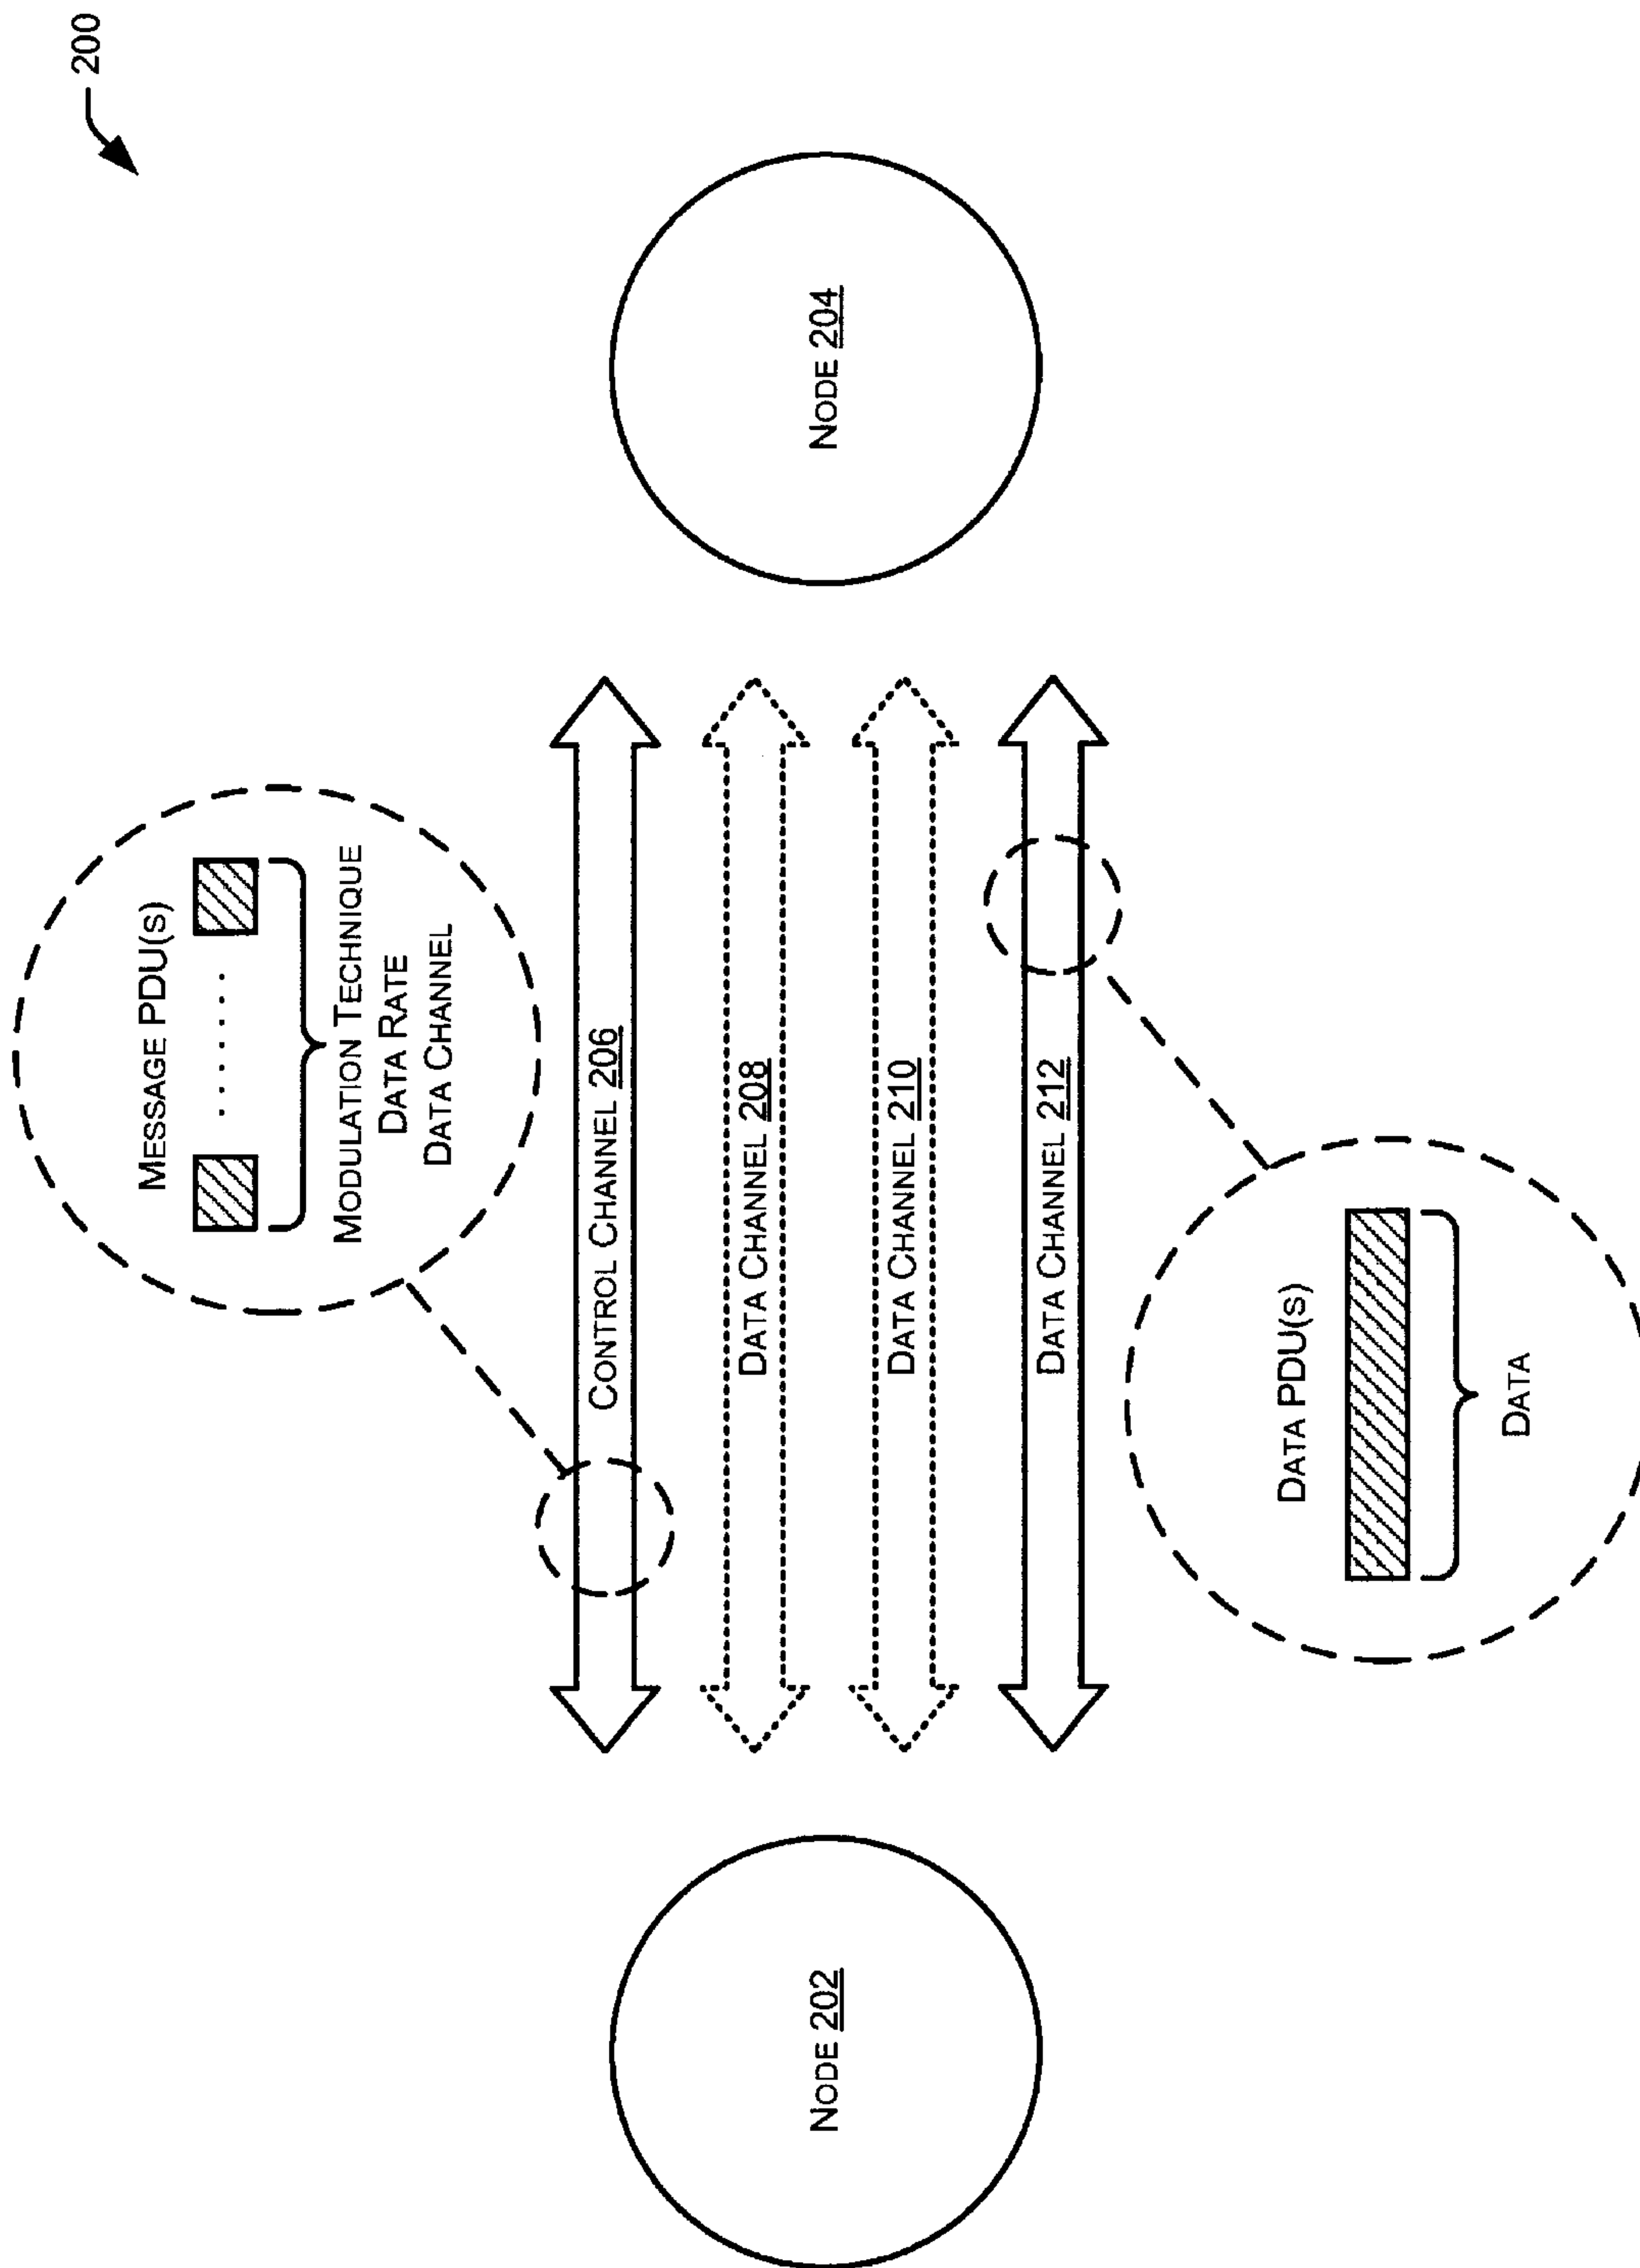 200
MESSAGE PDU(S)
MODULATION TECHNIQUE
DATA RATE
DATA CHANNEL
CONTROL CHANNEL 206
DATA CHANNEL 208
NODE 202
NODE 204
DATA CHANNEL 210
DATA CHANNEL 212
DATA PDU(S)
DATA